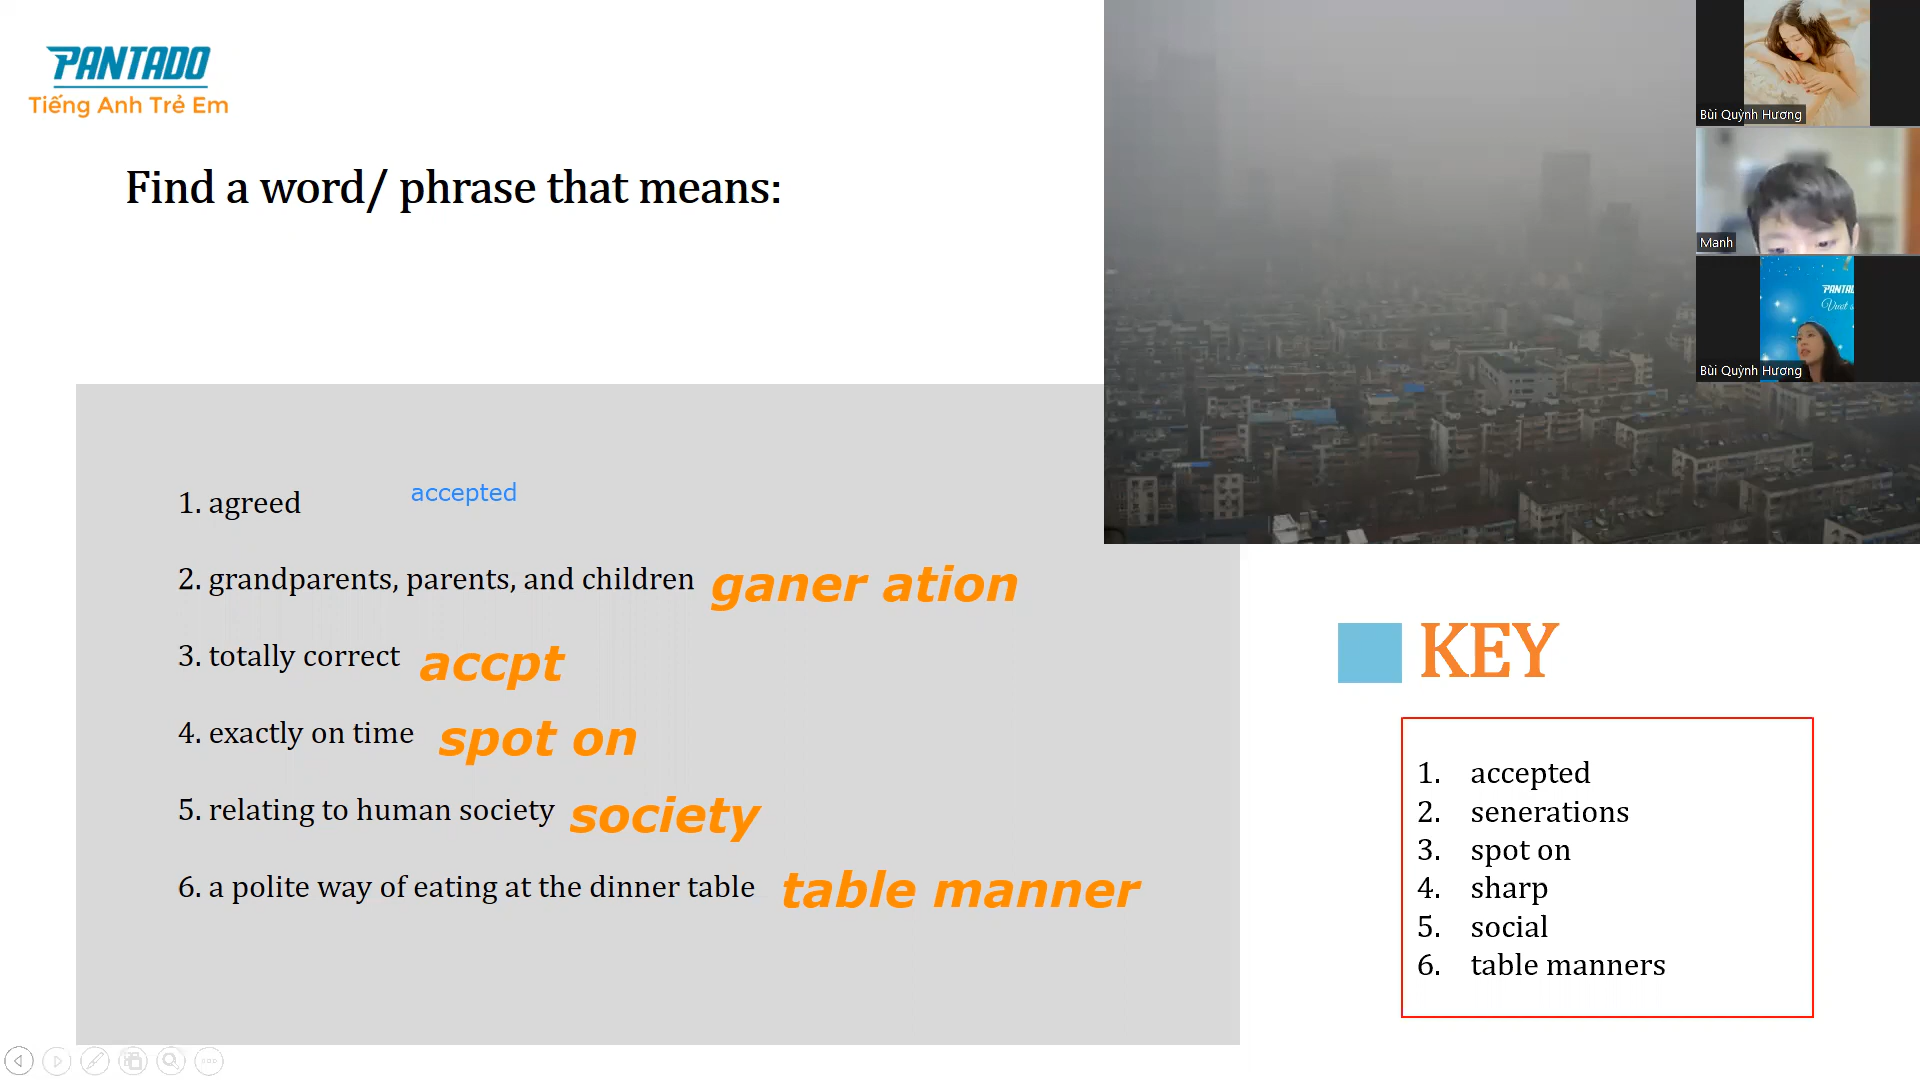 PANTADO
Tiếng Anh Trẻ Em
Find a word/ phrase that means:
1. agreed accepted
2. grandparents, parents, and children ganer ation
3. totally correct accpt
4. exactly on time spot on
5. relating to human society society
6. a polite way of eating at the dinner table table manner
KEY
1. accepted
2. senerations
3. spot on
4. sharp
5. social
6. table manners
Bùi Quỳnh Hương
Manh
Bùi Quỳnh Hương